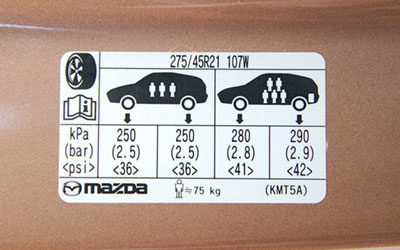 275/45R21 107W
kPa 250 250 280 290
(bar) (2.5) (2.5) (2.8) (2.9)
<psi> <36> <36> <41> <42>
mazda ≒75 kg (KMT5A)